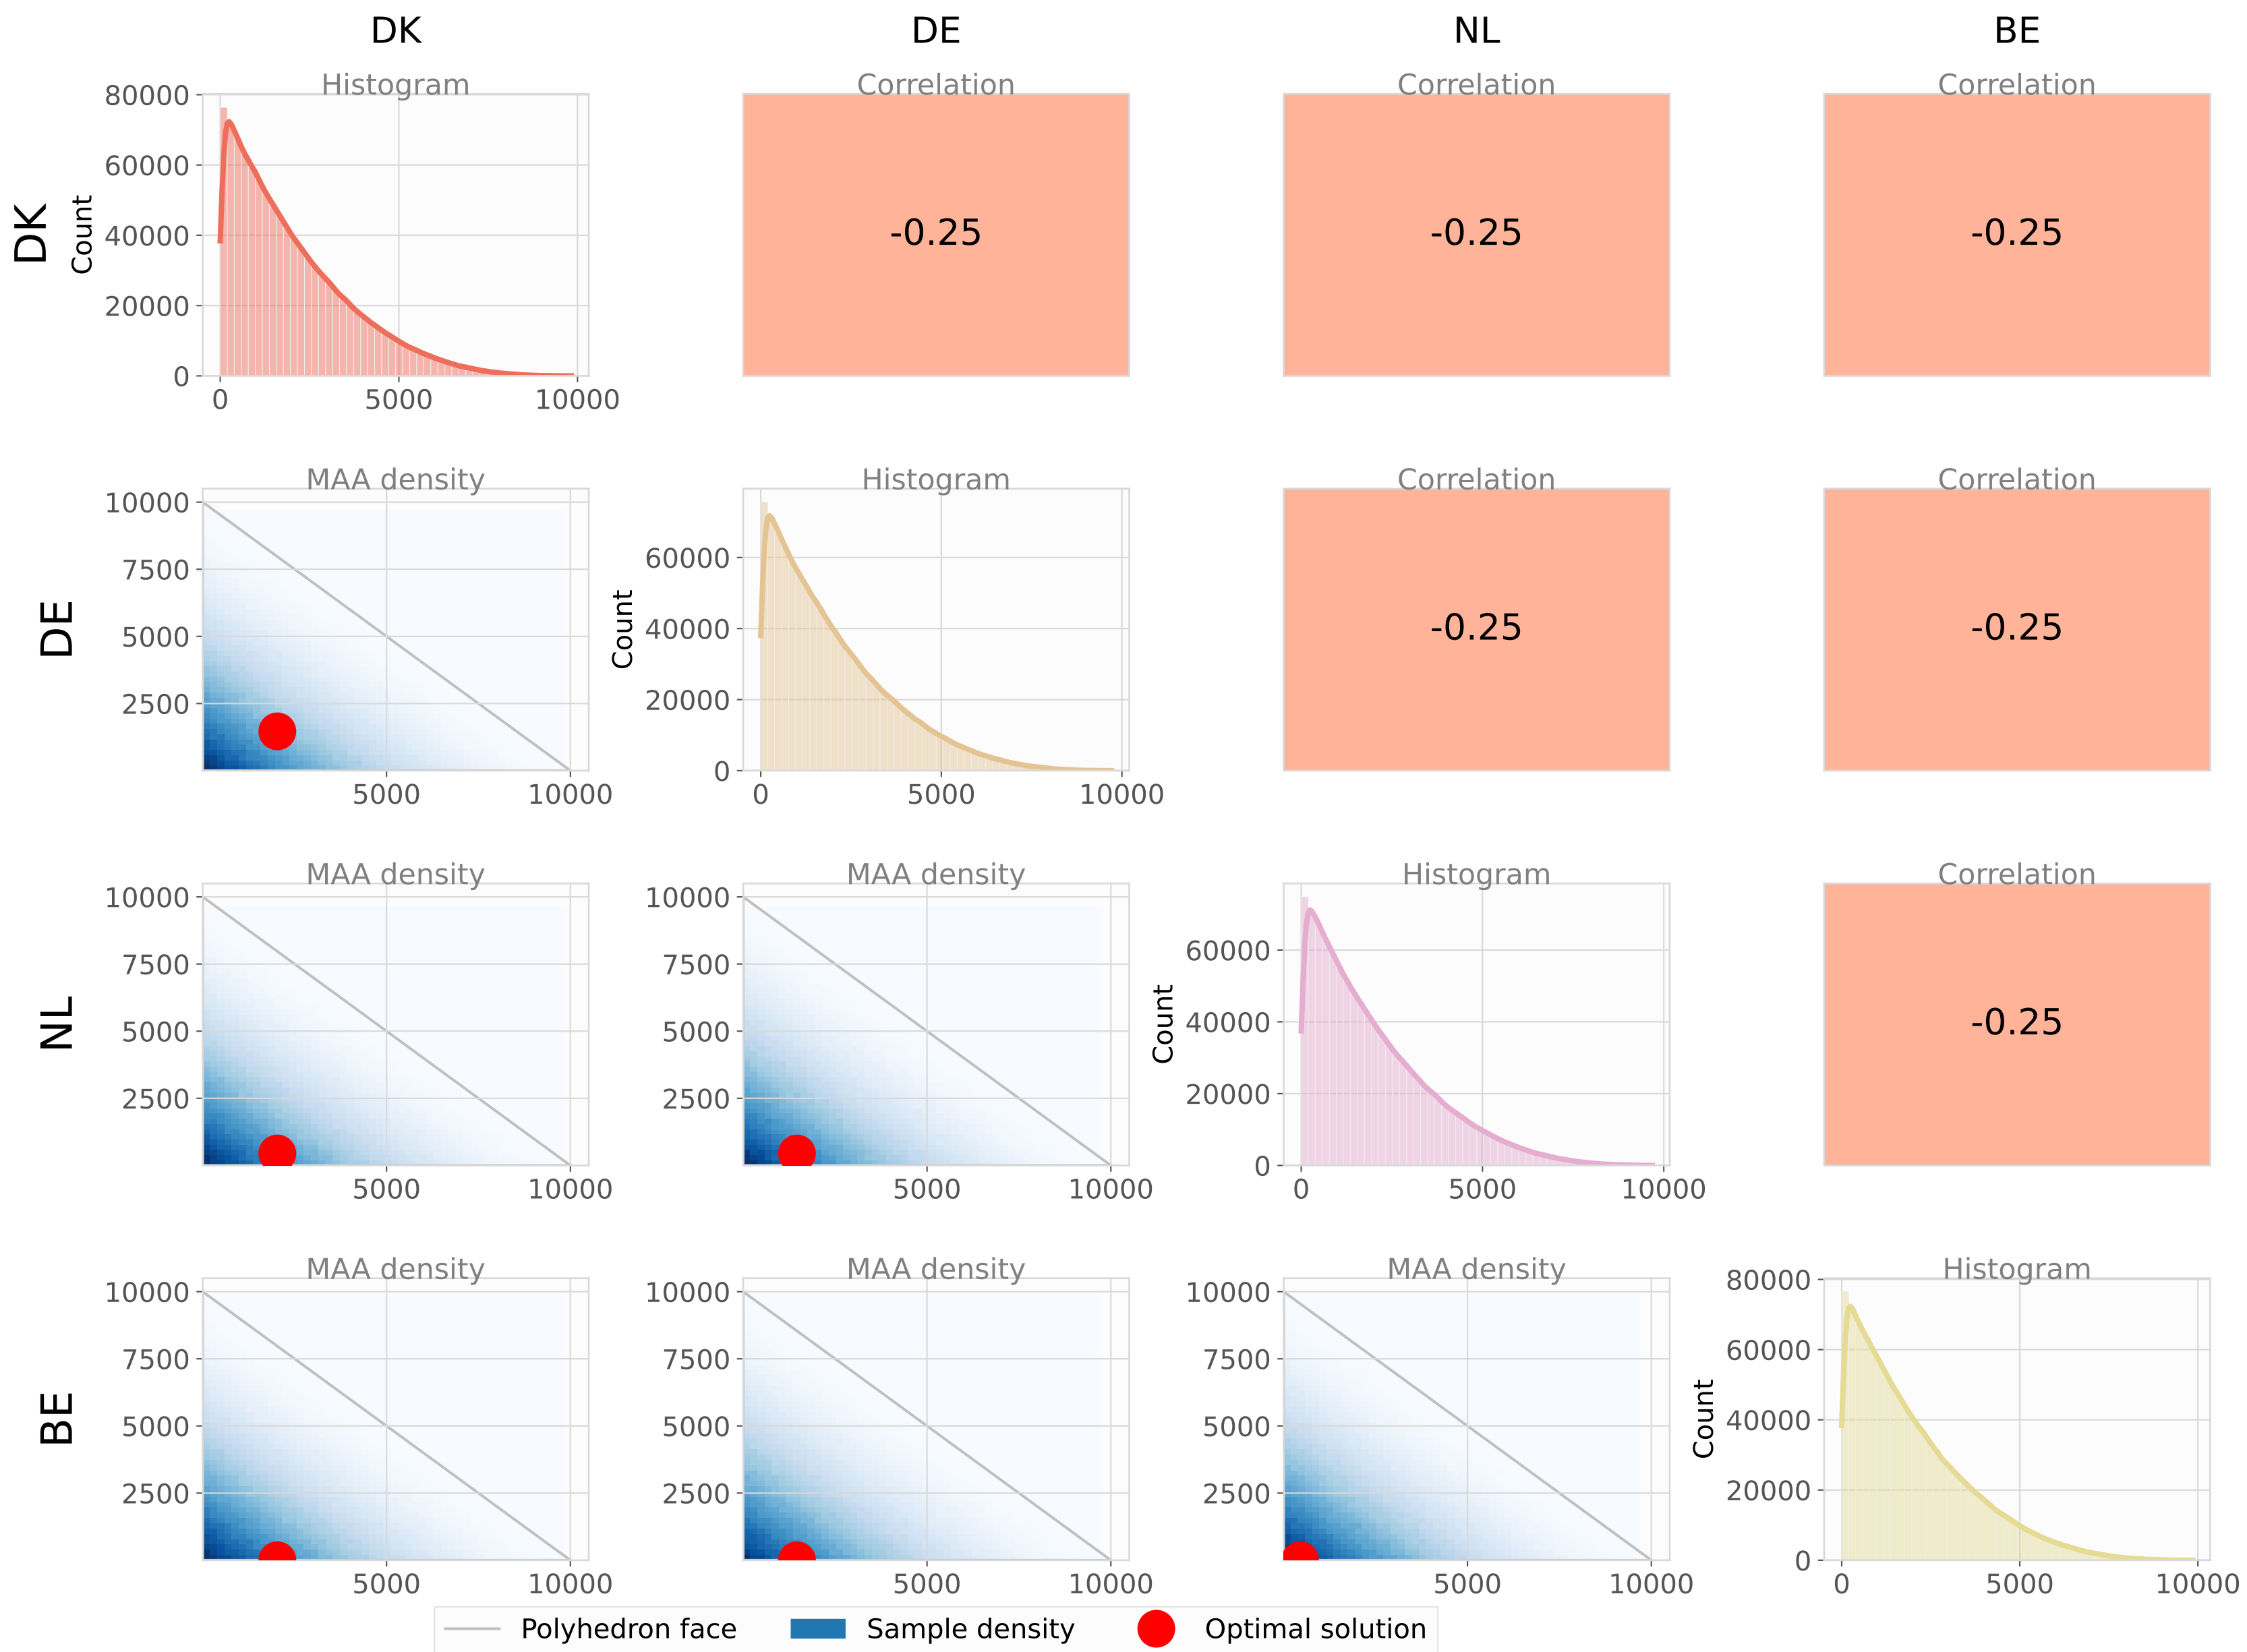 DK DE NL BE
Histogram Correlation Correlation Correlation
DK
Count
80000
60000
40000
20000
0
0 5000 10000
-0.25 -0.25 -0.25
MAA density Histogram Correlation Correlation
DE
10000
7500
5000
2500
5000 10000
Count
60000
40000
20000
0
0 5000 10000
-0.25 -0.25
MAA density MAA density Histogram Correlation
NL
10000
7500
5000
2500
5000 10000
10000
7500
5000
2500
5000 10000
Count
60000
40000
20000
0
0 5000 10000
-0.25
MAA density MAA density MAA density Histogram
BE
10000
7500
5000
2500
5000 10000
10000
7500
5000
2500
5000 10000
10000
7500
5000
2500
5000 10000
Count
80000
60000
40000
20000
0
0 5000 10000
Polyhedron face Sample density Optimal solution